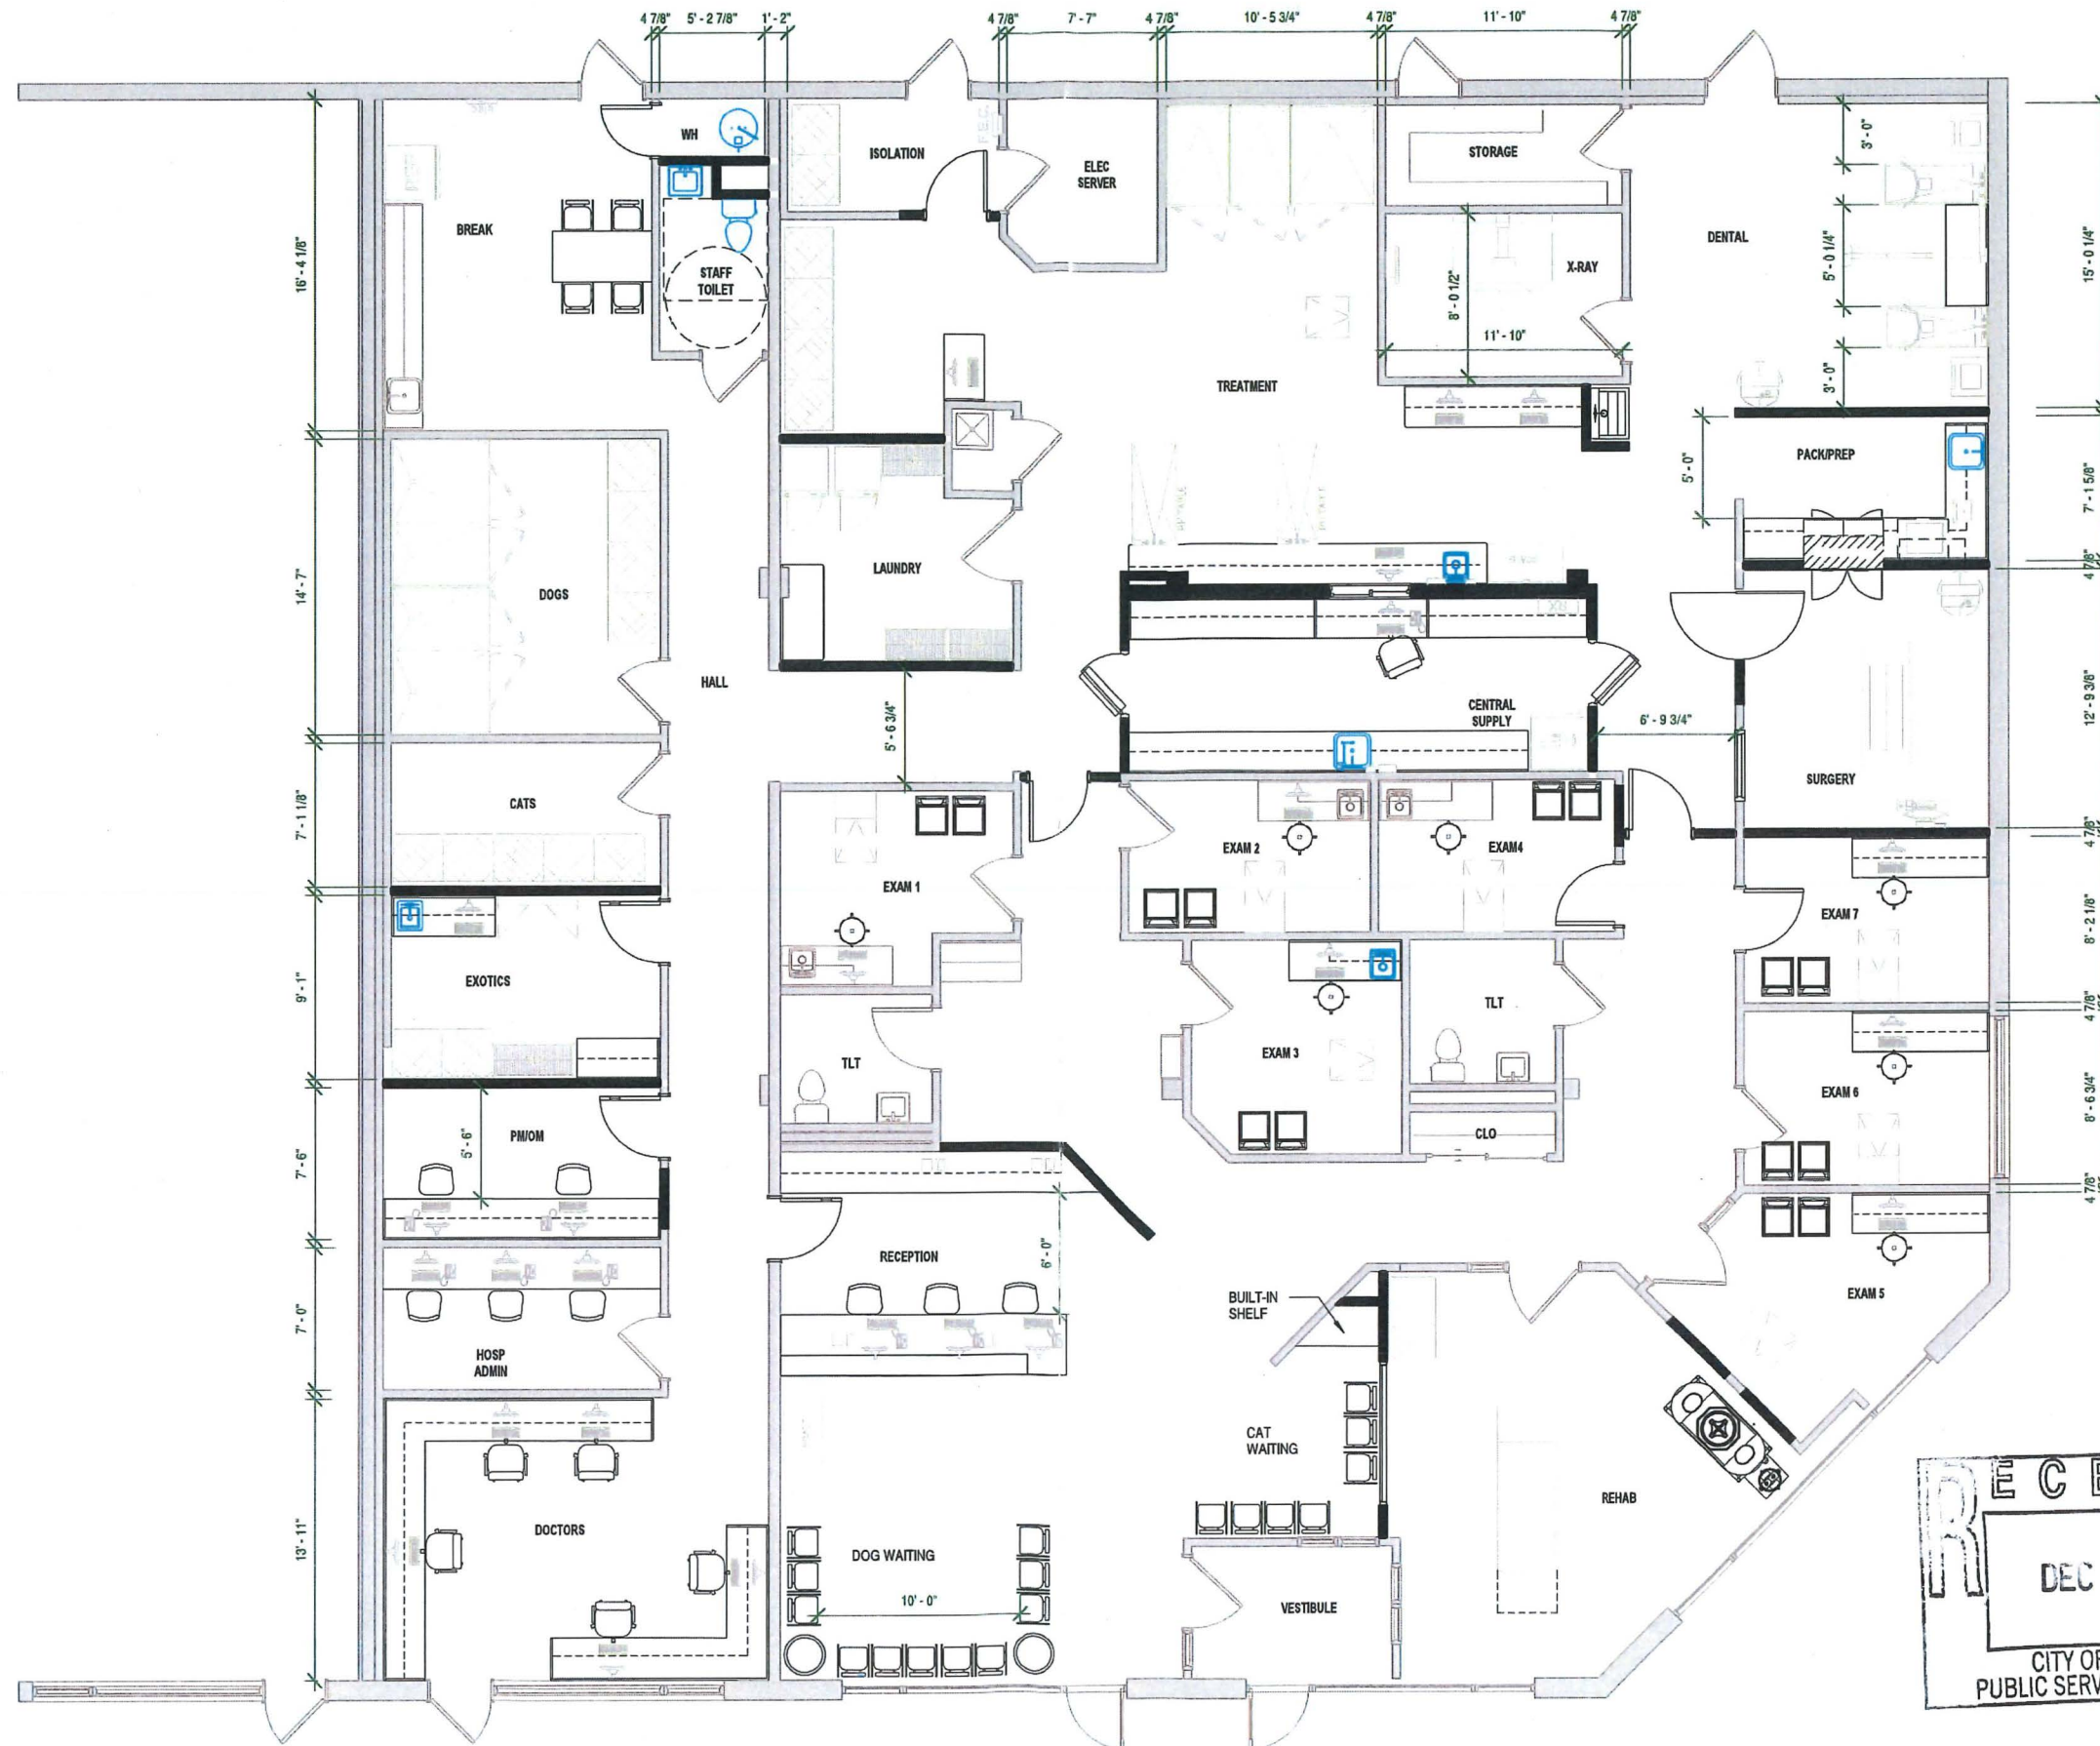 4 7/8" 5' - 2 7/8" 1' - 2" 4 7/8" 7' - 7" 4 7/8" 10' - 5 3/4" 4 7/8" 11' - 10" 4 7/8"
WH
ISOLATION
F.E.C.
ELEC
SERVER
STORAGE
3' - 0"
BREAK
16' - 4 1/8"
STAFF
TOILET
DENTAL
X-RAY
5' - 0 1/4"
15' - 0 1/4"
8' - 0 1/2"
11' - 10"
TREATMENT
3' - 0"
PACK/PREP
5' - 0"
7' - 1 5/8"
4 7/8"
LAUNDRY
DOGS
14' - 7"
HALL
CENTRAL
SUPPLY
5' - 6 3/4"
6' - 9 3/4"
12' - 9 3/8"
SURGERY
CATS
7' - 1 1/8"
EXAM 2
EXAM4
4 7/8"
EXAM 1
EXAM 7
8' - 2 1/8"
EXOTICS
9' - 1"
TLT
4 7/8"
EXAM 3
TLT
EXAM 6
8' - 6 3/4"
PM/OM
5' - 6"
7' - 6"
CLO
4 7/8"
RECEPTION
6' - 0"
BUILT-IN
SHELF
EXAM 5
7' - 0"
HOSP
ADMIN
CAT
WAITING
REHAB
DOCTORS
13' - 11"
DOG WAITING
10' - 0"
VESTIBULE
R E C E
DEC
CITY OF
PUBLIC SERV